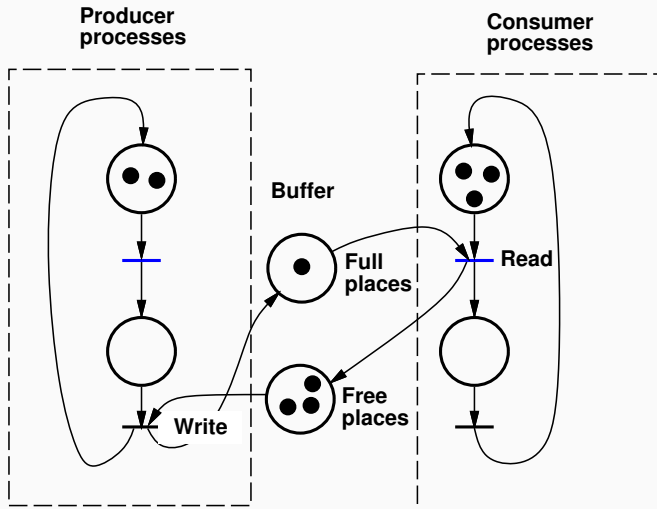 Producer
processes
Consumer
processes
Buffer
Full
places
Read
Free
places
Write